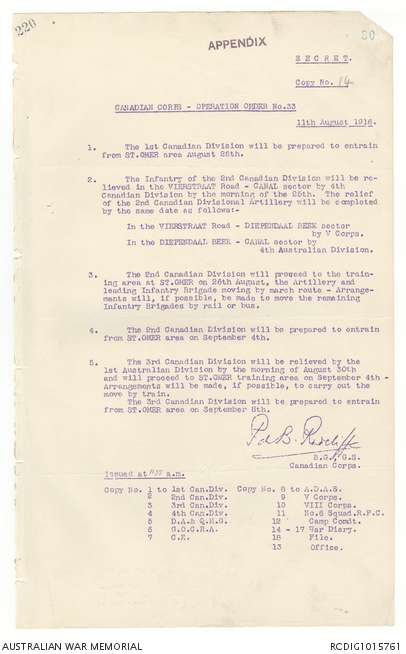 220
APPENDIX
80
SECRET.
Copy No. 14
CANADIAN CORPS - OPERATION ORDER No.33
11th August 1916.
1. The 1st Canadian Division will be prepared to entrain
from ST.OMER area August 26th.
2. The Infantry of the 2nd Canadian Division will be re-
lieved in the VIERSTRAAT Road - CANAL sector by 4th
Canadian Division by the morning of the 25th. The relief
of the 2nd Canadian Divisional Artillery will be completed
by the same date as follows:-
In the VIERSTRAAT Road - DIEPENDAAL BEEK sector
by V Corps.
In the DIEPENDAAL BEEK - CANAL sector by
4th Australian Division.
3. The 2nd Canadian Division will proceed to the train-
ing area at ST.OMER on 26th August, the Artillery and
leading Infantry Brigade moving by march route - Arrange-
ments will, if possible, be made to move the remaining
Infantry Brigades by rail or bus.
4. The 2nd Canadian Division will be prepared to entrain
from ST.OMER area on September 4th.
5. The 3rd Canadian Division will be relieved by the
1st Australian Division by the morning of August 30th
and will proceed to ST.OMER training area on September 4th -
Arrangements will be made, if possible, to carry out the
move by train.
The 3rd Canadian Division will be prepared to entrain
from ST.OMER area on September 8th.
P de B. Radcliffe
B.G.,G.S.
Canadian Corps.
Issued at a.m.
Copy No. 1 to 1st Can.Div. Copy No. 8 to A.D.A.S.
2 2nd Can.Div. 9 V Corps.
3 3rd Can.Div. 10 VIII Corps.
4 4th Can.Div. 11 No.6 Squad.R.F.C.
5 D.A.& Q.M.G. 12 Camp Comdt.
6 G.O.C.R.A. 14 - 17 War Diary.
7 C.E. 18 File.
13 Office.
AUSTRALIAN WAR MEMORIAL
RCDIG1015761